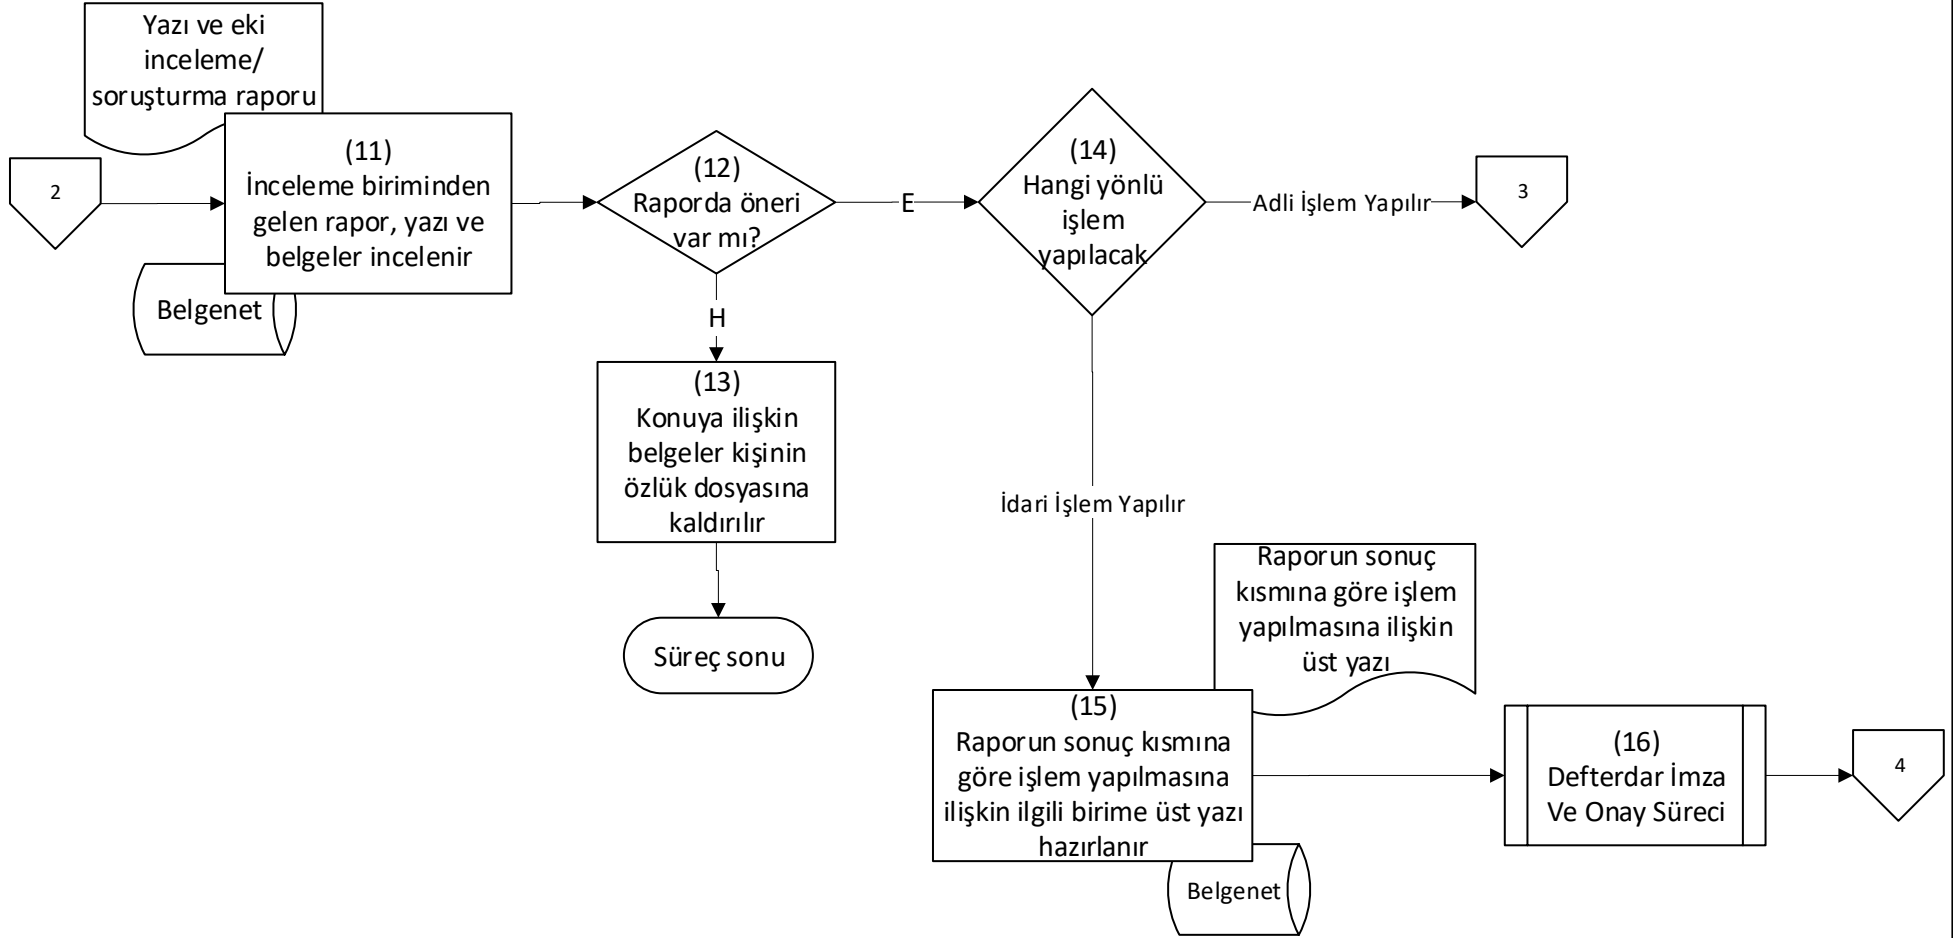 Yazı ve eki
inceleme/
soruşturma raporu
2
(11)
İnceleme biriminden
gelen rapor, yazı ve
belgeler incelenir
Belgenet
(12)
Raporda öneri
var mı?
E
H
(13)
Konuya ilişkin
belgeler kişinin
özlük dosyasına
kaldırılır
Süreç sonu
(14)
Hangi yönlü
işlem
yapılacak
Adli İşlem Yapılır
3
İdari İşlem Yapılır
Raporun sonuç
kısmına göre işlem
yapılmasına ilişkin
üst yazı
(15)
Raporun sonuç kısmına
göre işlem yapılmasına
ilişkin ilgili birime üst yazı
hazırlanır
Belgenet
(16)
Defterdar İmza
Ve Onay Süreci
4